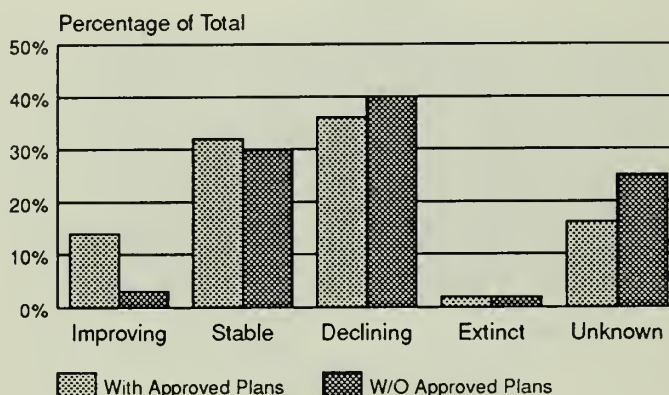 Percentage of Total
50%
40%
30%
20%
10%
0%
Improving Stable Declining Extinct Unknown
With Approved Plans W/O Approved Plans